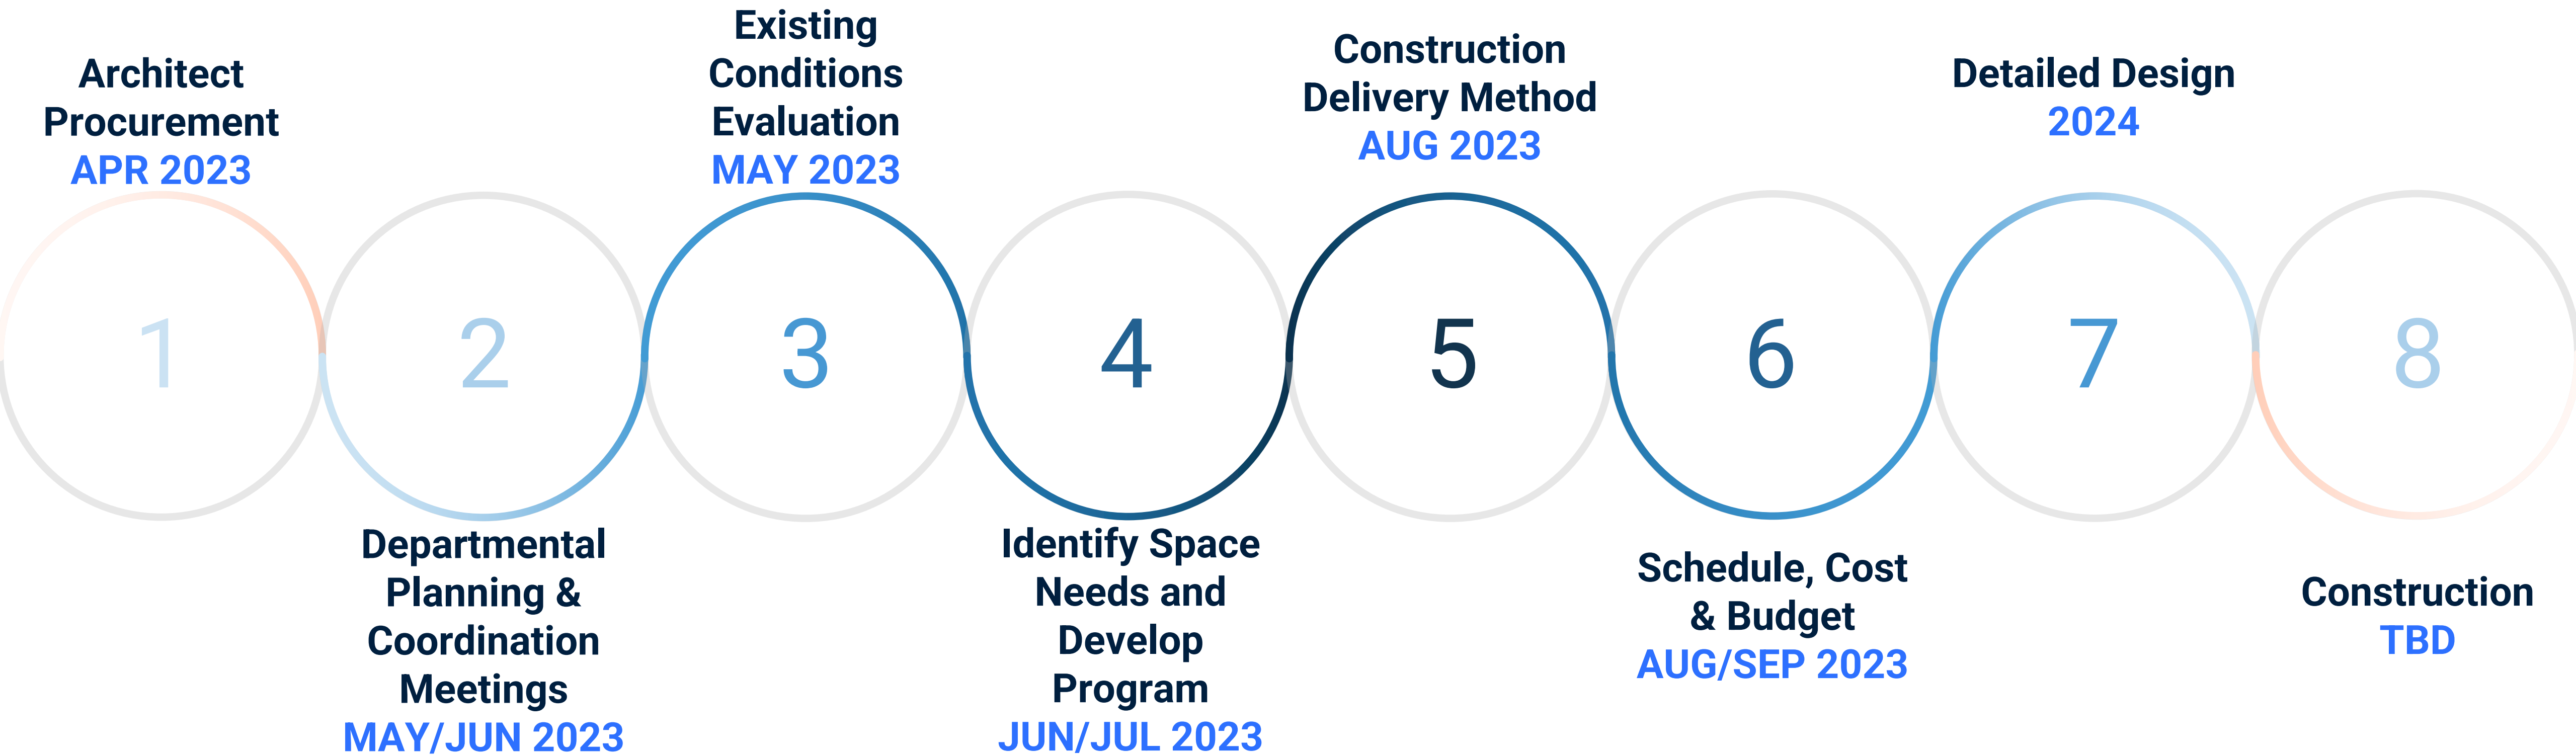 Architect
Procurement
APR 2023
1
Departmental
Planning &
Coordination
Meetings
MAY/JUN 2023
2
Existing
Conditions
Evaluation
MAY 2023
3
Identify Space
Needs and
Develop
Program
JUN/JUL 2023
4
Construction
Delivery Method
AUG 2023
5
Schedule, Cost
& Budget
AUG/SEP 2023
6
Detailed Design
2024
7
Construction
TBD
8